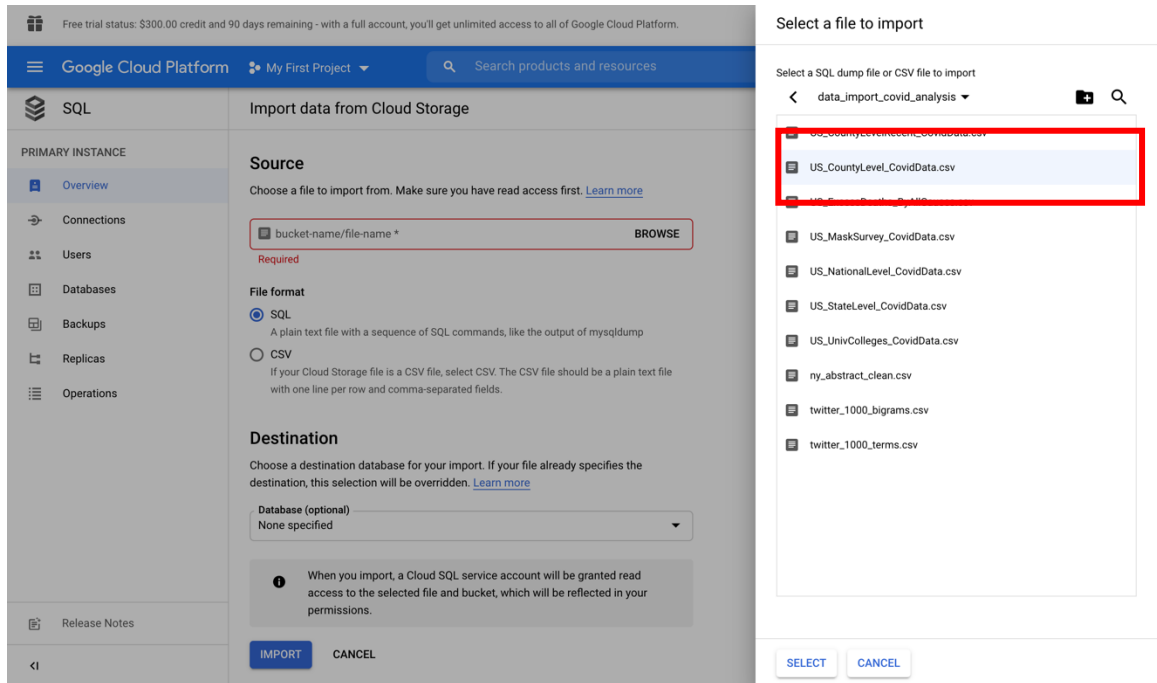 Free trial status: $300.00 credit and 90 days remaining - with a full account, you'll get unlimited access to all of Google Cloud Platform.
Google Cloud Platform
My First Project
Search products and resources
SQL
Import data from Cloud Storage
PRIMARY INSTANCE
Overview
Connections
Users
Databases
Backups
Replicas
Operations
Release Notes
Source
Choose a file to import from. Make sure you have read access first. Learn more
bucket-name/file-name *
BROWSE
Required
File format
SQL
A plain text file with a sequence of SQL commands, like the output of mysqldump
CSV
If your Cloud Storage file is a CSV file, select CSV. The CSV file should be a plain text file
with one line per row and comma-separated fields.
Destination
Choose a destination database for your import. If your file already specifies the
destination, this selection will be overridden. Learn more
Database (optional)
None specified
When you import, a Cloud SQL service account will be granted read
access to the selected file and bucket, which will be reflected in your
permissions.
IMPORT
CANCEL
Select a file to import
Select a SQL dump file or CSV file to import
data_import_covid_analysis
US_CountyLevelRecent_CovidData.csv
US_CountyLevel_CovidData.csv
US_MaskSurvey_CovidData.csv
US_NationalLevel_CovidData.csv
US_StateLevel_CovidData.csv
US_UnivColleges_CovidData.csv
ny_abstract_clean.csv
twitter_1000_bigrams.csv
twitter_1000_terms.csv
SELECT
CANCEL